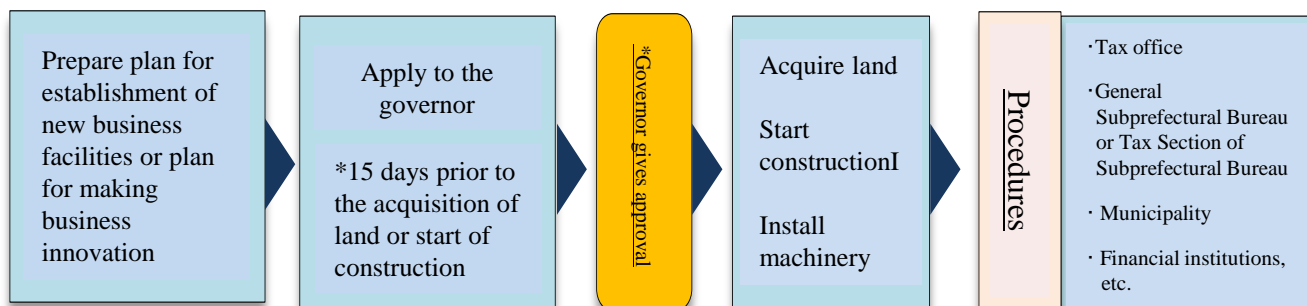 Prepare plan for
establishment of
new business
facilities or plan
for making
business
innovation
Apply to the
governor
*15 days prior to
the acquisition of
land or start of
construction
*Governor gives approval
Acquire land
Start
constructionI
Install
machinery
Procedures
·Tax office
·General
Subprefectural Bureau
or Tax Section of
Subprefectural Bureau
· Municipality
· Financial institutions,
etc.